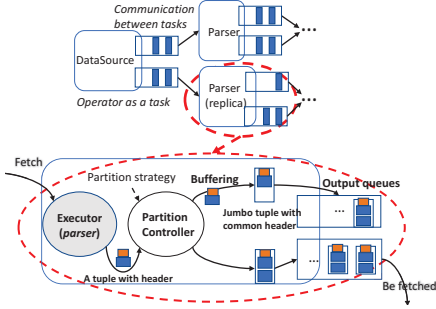 Communication
between tasks
Parser
...
DataSource
Operator as a task
Parser
(replica)
...
Fetch
Partition strategy
Buffering
Output queues
Executor
(parser)
Partition
Controller
Jumbo tuple with
common header
...
...
A tuple with header
Be fetched